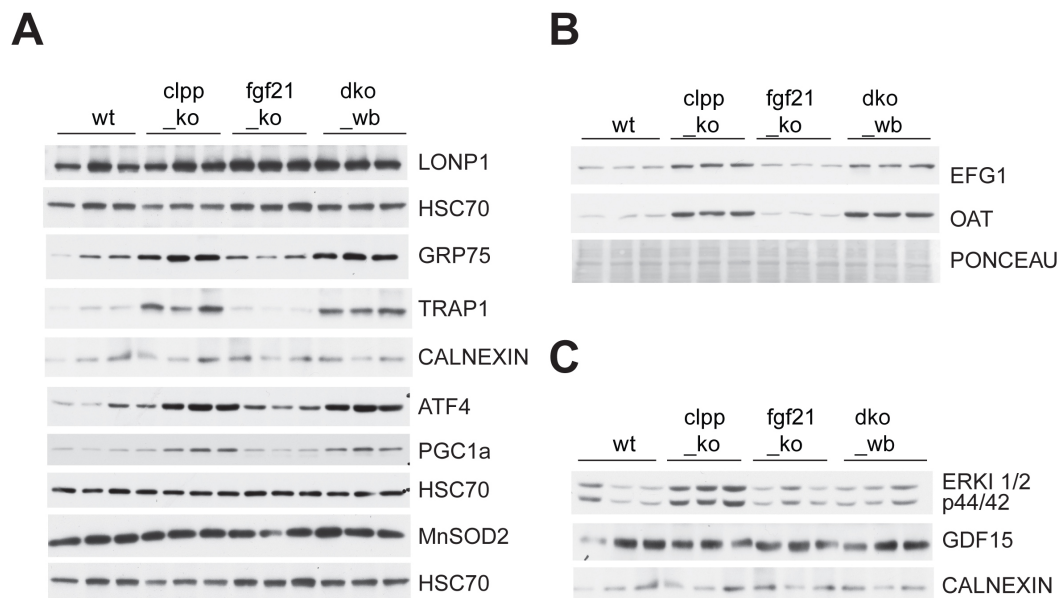 A
clpp fgf21 dko
wt _ko _ko _wb
LONP1
HSC70
GRP75
TRAP1
CALNEXIN
ATF4
PGC1a
HSC70
MnSOD2
HSC70
B
clpp fgf21 dko
wt _ko _ko _wb
EFG1
OAT
PONCEAU
C
clpp fgf21 dko
wt _ko _ko _wb
ERKI 1/2
p44/42
GDF15
CALNEXIN